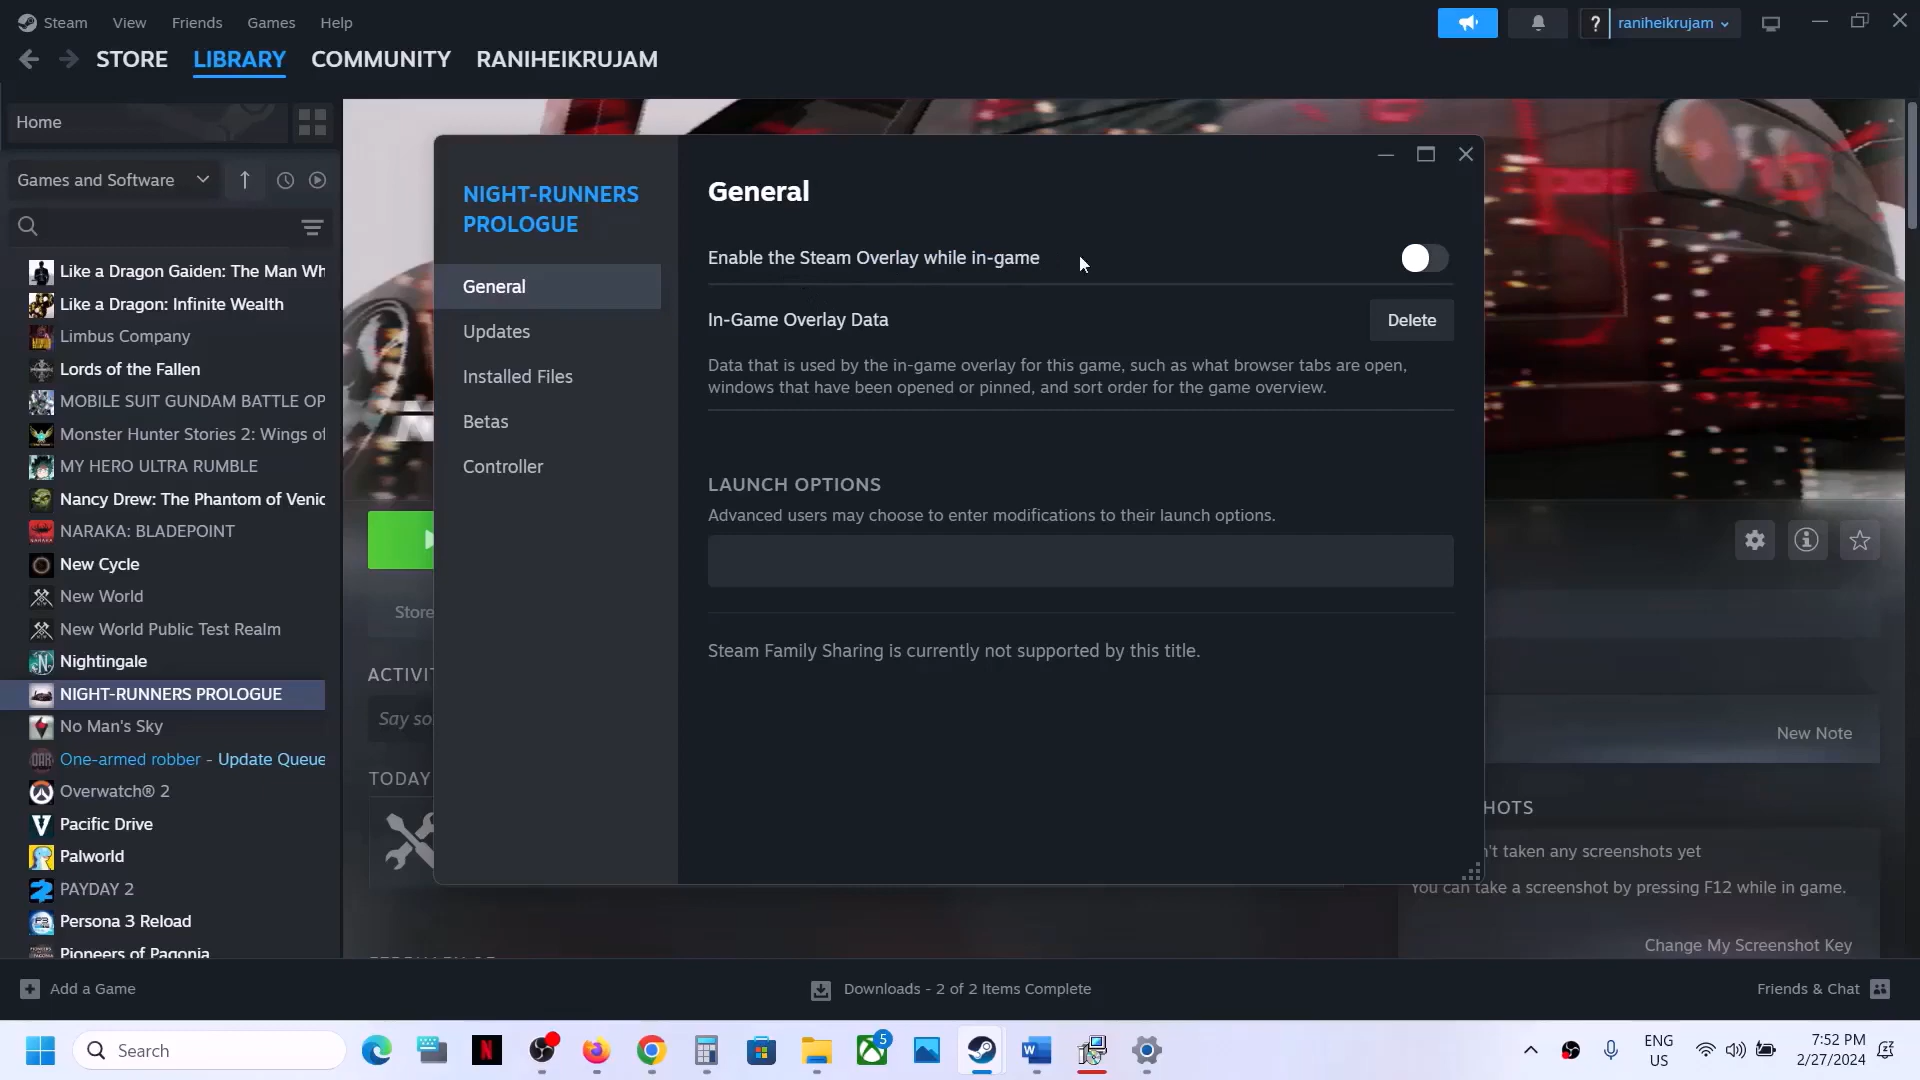 Steam View Friends Games Help
? raniheikrujam
STORE LIBRARY COMMUNITY RANIHEIKRUJAM
Home
Games and Software
Like a Dragon Gaiden: The Man Wh
Like a Dragon: Infinite Wealth
Limbus Company
Lords of the Fallen
MOBILE SUIT GUNDAM BATTLE OP
Monster Hunter Stories 2: Wings of
MY HERO ULTRA RUMBLE
Nancy Drew: The Phantom of Venic
NARAKA: BLADEPOINT
New Cycle
New World
New World Public Test Realm
Nightingale
NIGHT-RUNNERS PROLOGUE
No Man's Sky
One-armed robber - Update Queue
Overwatch® 2
Pacific Drive
Palworld
PAYDAY 2
Persona 3 Reload
Pioneers of Pagonia
NIGHT-RUNNERS
PROLOGUE
General
Updates
Installed Files
Betas
Controller
General
Enable the Steam Overlay while in-game
In-Game Overlay Data
Delete
Data that is used by the in-game overlay for this game, such as what browser tabs are open,
windows that have been opened or pinned, and sort order for the game overview.
LAUNCH OPTIONS
Advanced users may choose to enter modifications to their launch options.
Steam Family Sharing is currently not supported by this title.
Store
ACTIVIT
Say so
TODAY
New Note
HOTS
't taken any screenshots yet
You can take a screenshot by pressing F12 while in game.
Change My Screenshot Key
Add a Game
Downloads - 2 of 2 Items Complete
Friends & Chat
Search
5
ENG
US
7:52 PM
2/27/2024